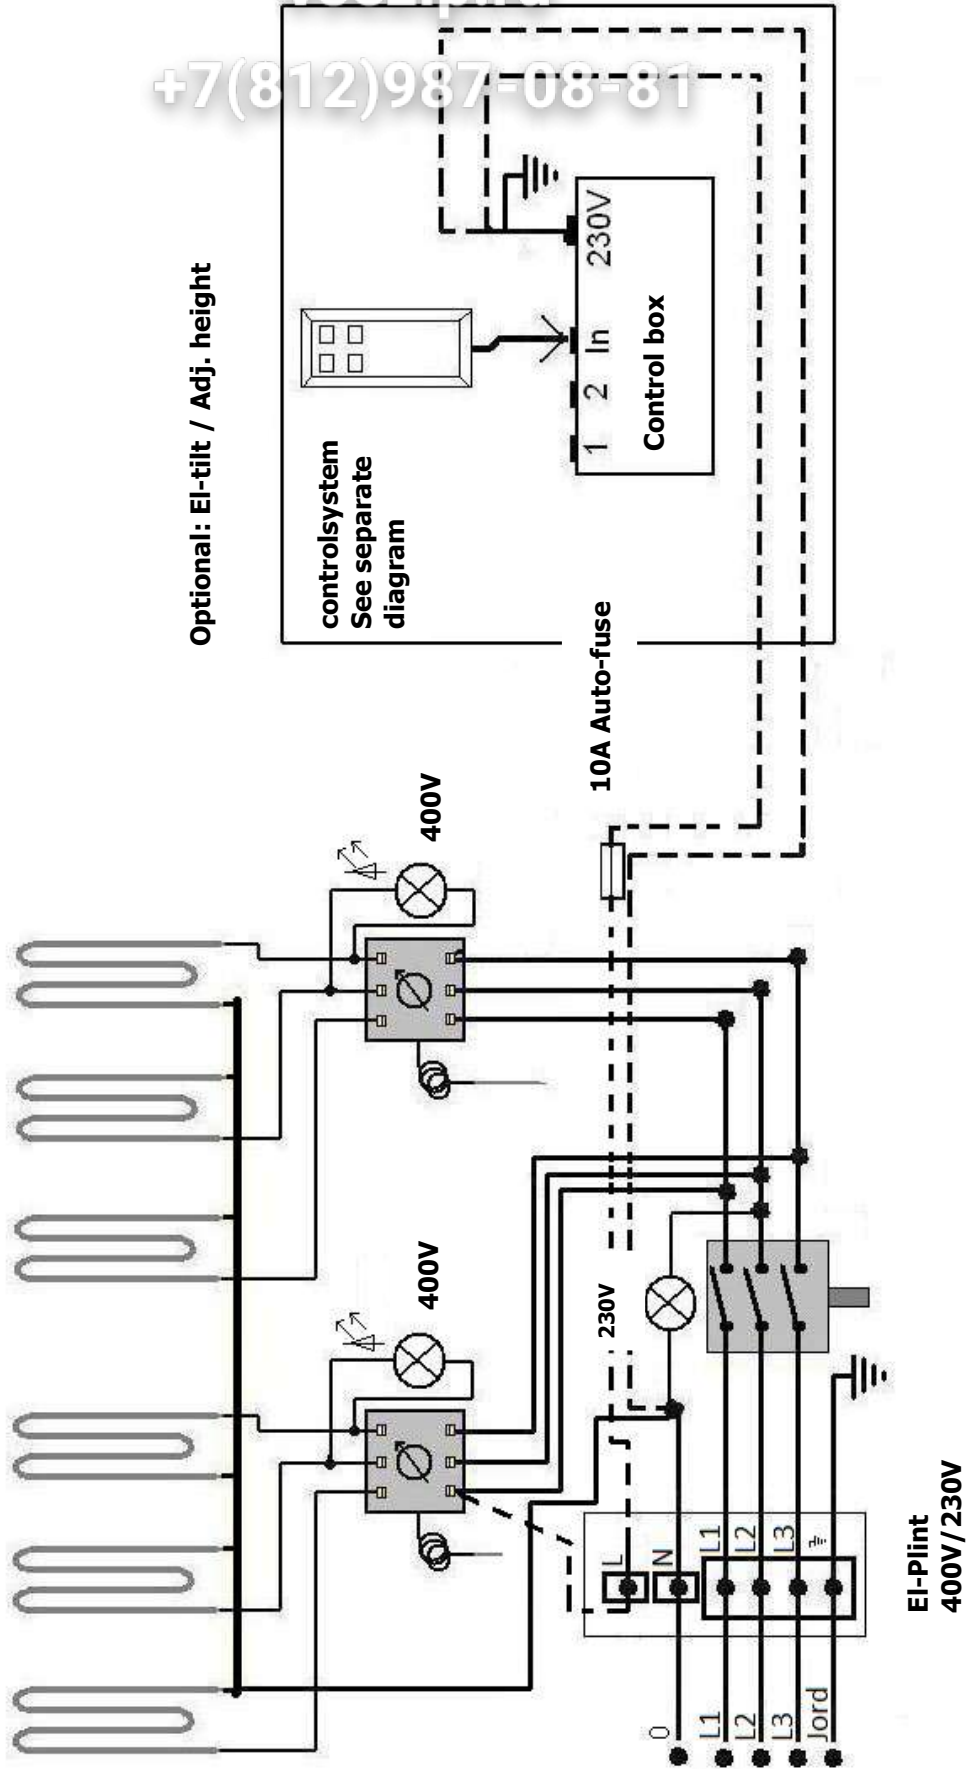 +7(812)987-08-81
Optional: El-tilt / Adj. height
controlsystem
See separate
diagram
1 2 In 230V
Control box
10A Auto-fuse
400V
400V
230V
L
N
L1
L2
L3
0
L1
L2
L3
Jord
El-Plint
400V/230V